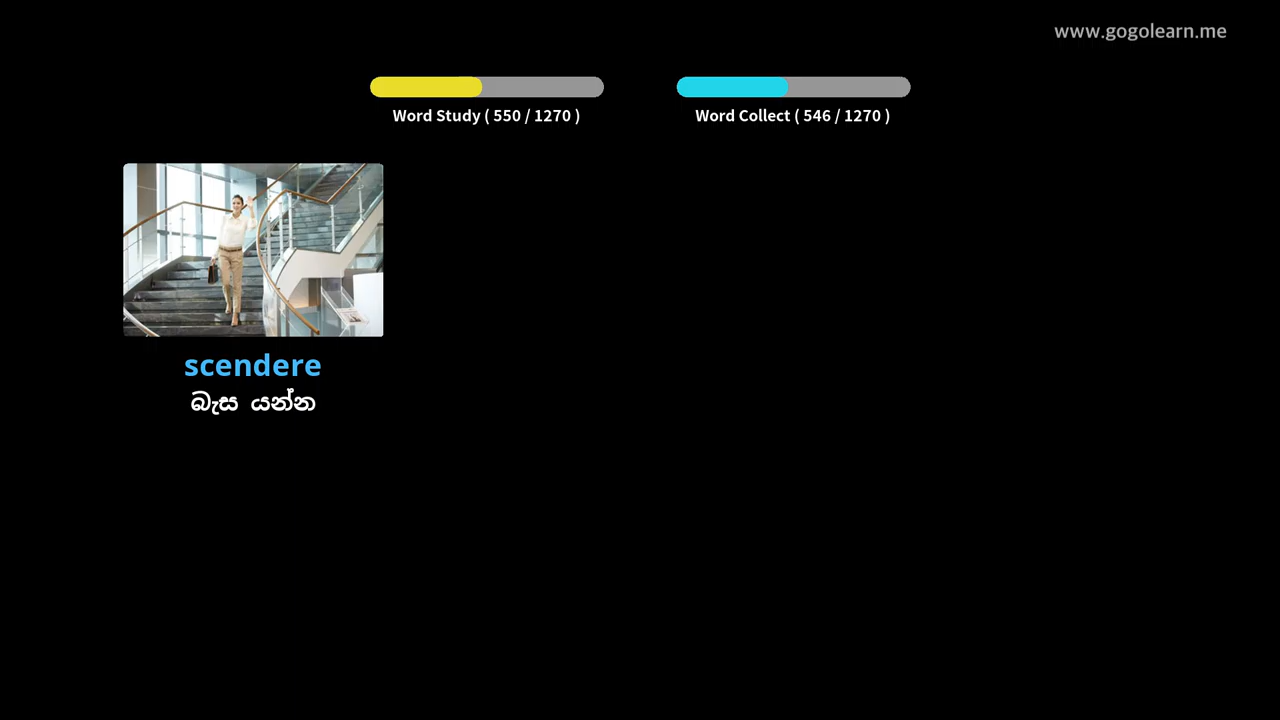 www.gogolearn.me
Word Study ( 550 / 1270 )
Word Collect ( 546 / 1270 )
scendere
බැස යන්න